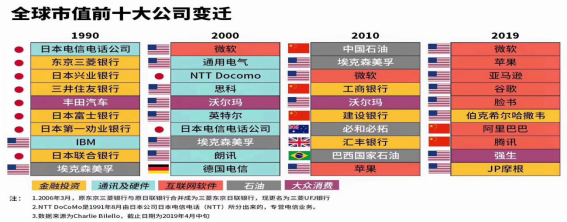 全球市值前十大公司变迁
1990 2000 2010 2019
日本电信电话公司 微软 中国石油 微软
东京三菱银行 通用电气 埃克森美孚 苹果
日本兴业银行 NTT Docomo 微软 亚马逊
三井住友银行 思科 工商银行 谷歌
丰田汽车 沃尔玛 沃尔玛 脸书
日本富士银行 英特尔 建设银行 伯克希尔哈撒韦
日本第一劝业银行 日本电信电话公司 必和必拓 阿里巴巴
IBM 埃克森美孚 汇丰银行 腾讯
日本联合银行 朗讯 巴西国家石油 强生
埃克森美孚 德国电信 苹果 JP摩根
金融投资 通讯及硬件 互联网软件 石油 大众消费
注：1.2006年3月，原东京三菱银行与原日联银行合并成为三菱东京日联银行，现更名为三菱UFJ银行
2.NTT DoCoMo是1991年8月由日本公司日本电信电话（NTT）所分出来的，专营电信业务。
3.数据来源为Charlie Bilello。截止日期为2019年4月中旬